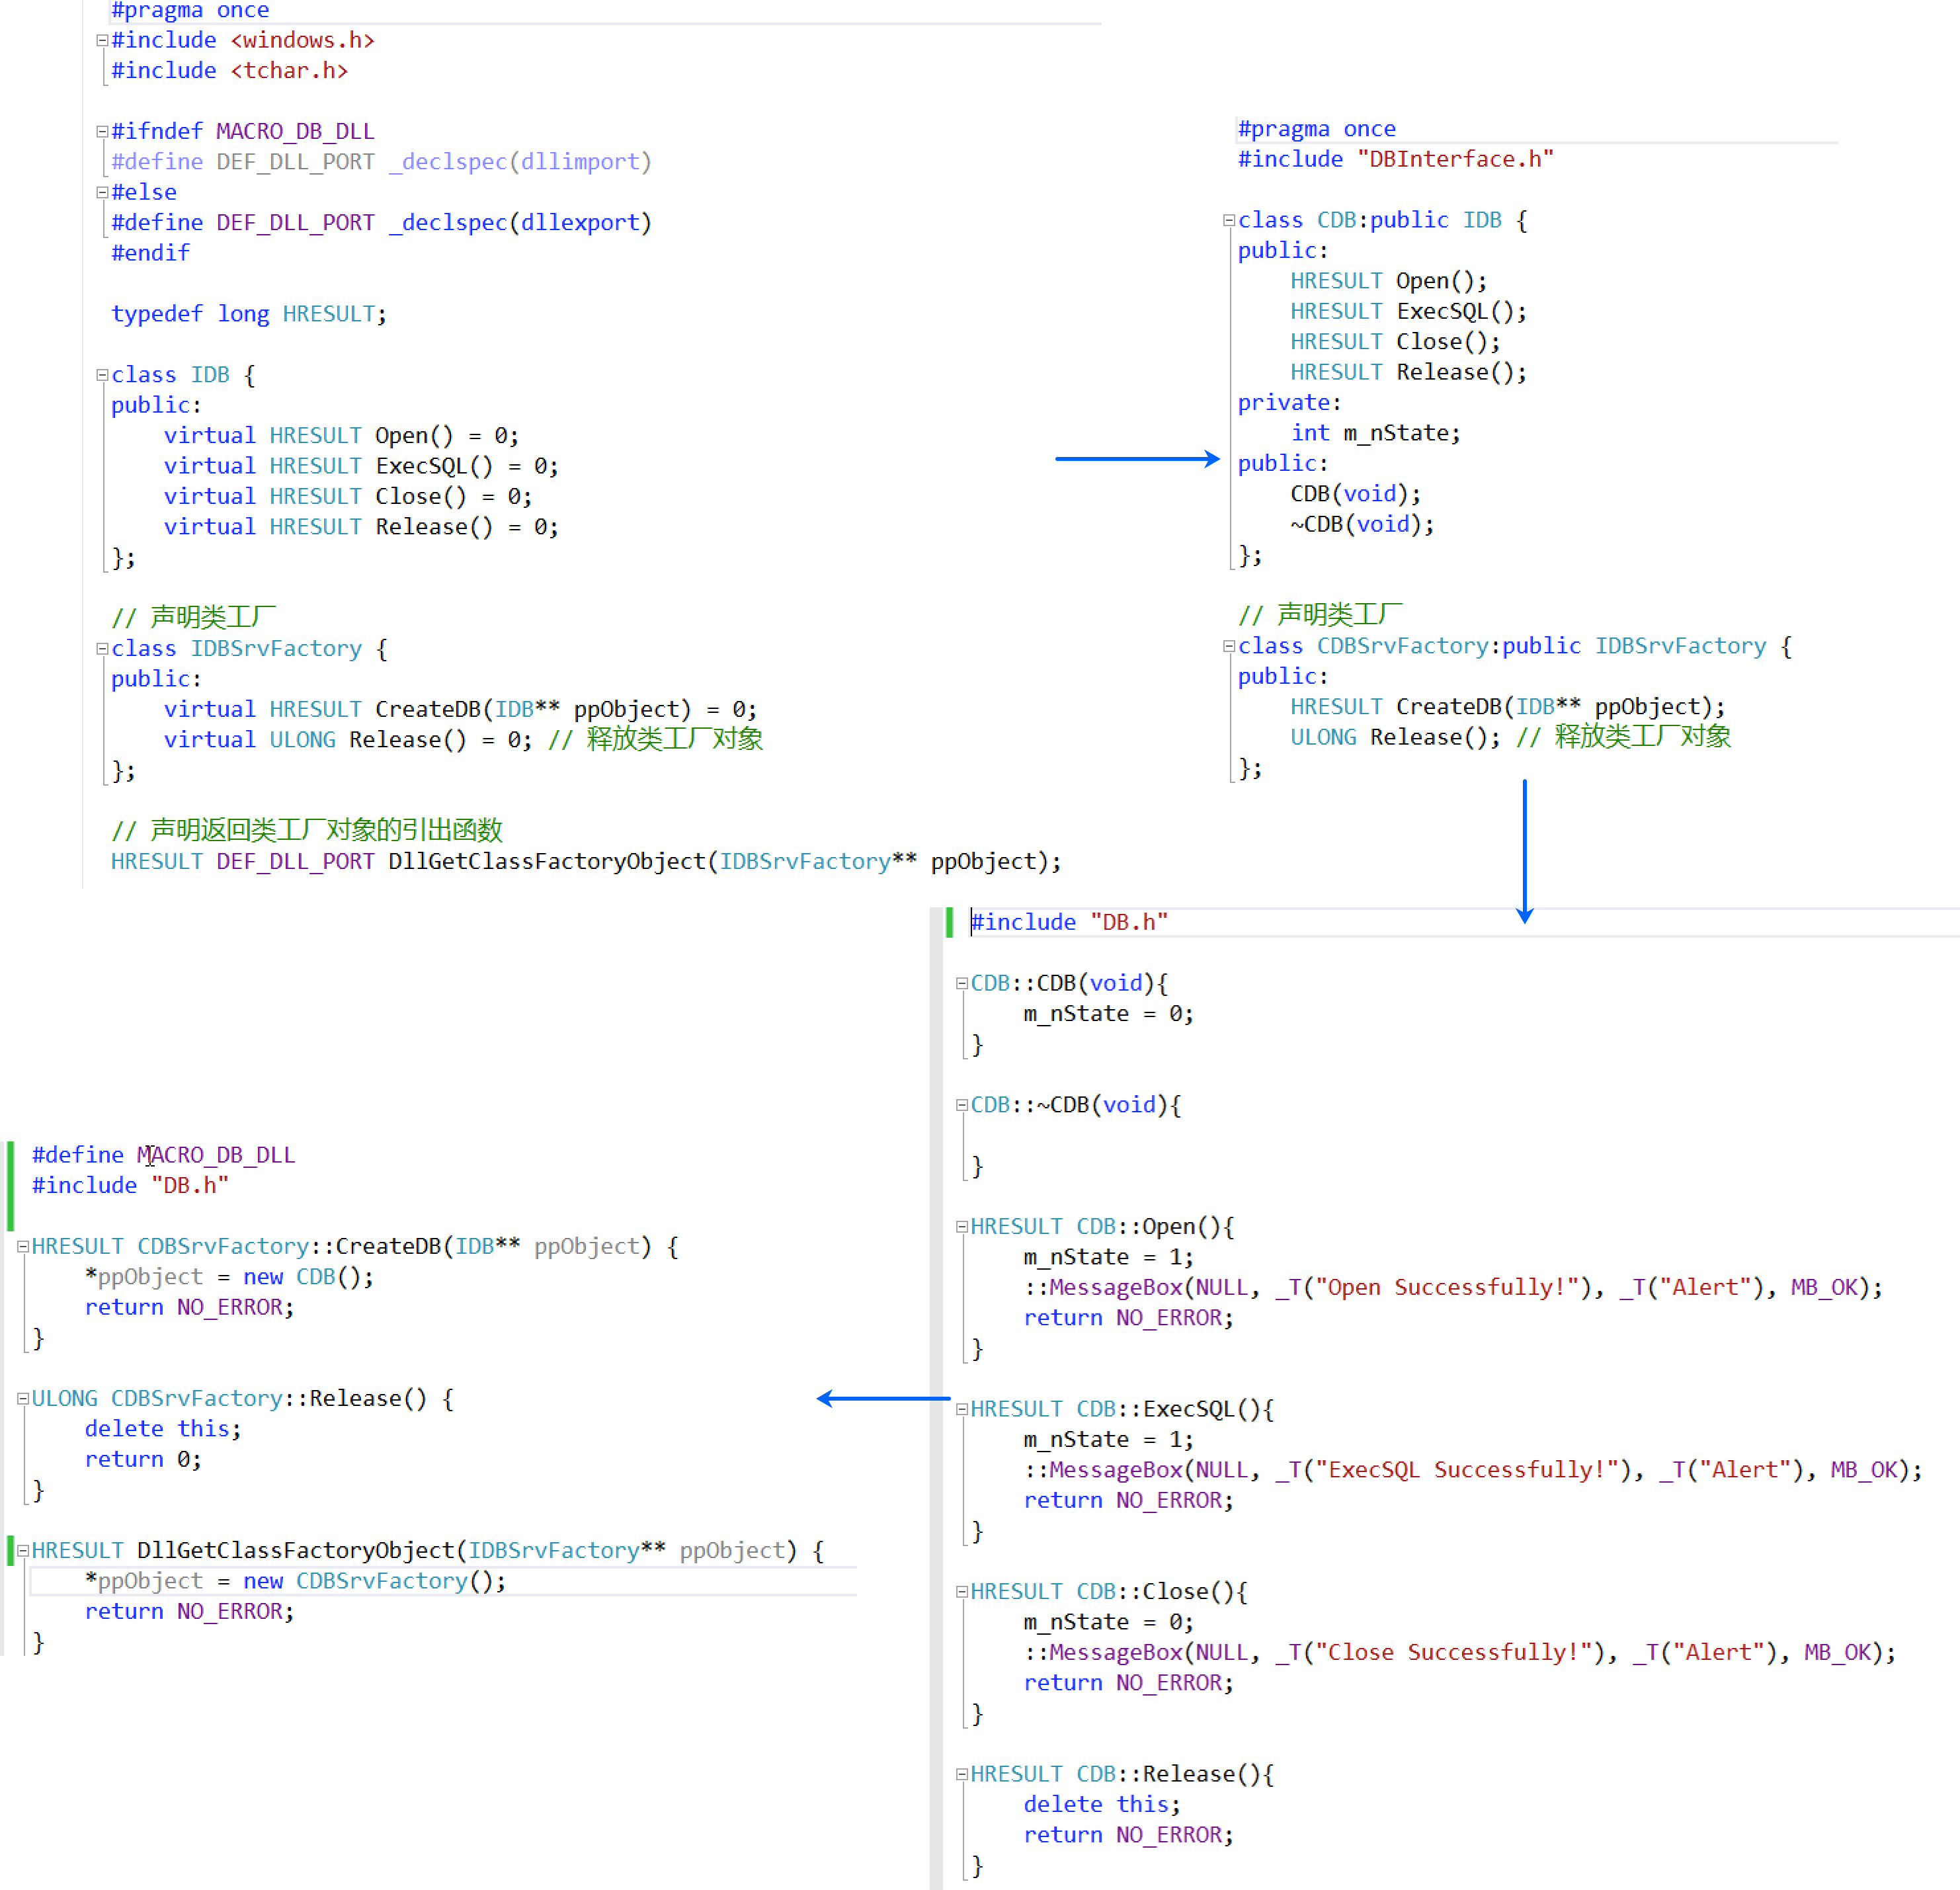 #pragma once
#include <windows.h>
#include <tchar.h>
#ifndef MACRO_DB_DLL
#define DEF_DLL_PORT _declspec(dllimport)
#else
#define DEF_DLL_PORT _declspec(dllexport)
#endif
typedef long HRESULT;
class IDB {
public:
    virtual HRESULT Open() = 0;
    virtual HRESULT ExecSQL() = 0;
    virtual HRESULT Close() = 0;
    virtual HRESULT Release() = 0;
};
// 声明类工厂
class IDBSrvFactory {
public:
    virtual HRESULT CreateDB(IDB** ppObject) = 0;
    virtual ULONG Release() = 0; // 释放类工厂对象
};
// 声明返回类工厂对象的引出函数
HRESULT DEF_DLL_PORT DllGetClassFactoryObject(IDBSrvFactory** ppObject);
#pragma once
#include "DBInterface.h"
class CDB:public IDB {
public:
    HRESULT Open();
    HRESULT ExecSQL();
    HRESULT Close();
    HRESULT Release();
private:
    int m_nState;
public:
    CDB(void);
    ~CDB(void);
};
// 声明类工厂
class CDBSrvFactory:public IDBSrvFactory {
public:
    HRESULT CreateDB(IDB** ppObject);
    ULONG Release(); // 释放类工厂对象
};
#include "DB.h"
CDB::CDB(void){
    m_nState = 0;
}
CDB::~CDB(void){
}
HRESULT CDB::Open(){
    m_nState = 1;
    ::MessageBox(NULL, _T("Open Successfully!"), _T("Alert"), MB_OK);
    return NO_ERROR;
}
HRESULT CDB::ExecSQL(){
    m_nState = 1;
    ::MessageBox(NULL, _T("ExecSQL Successfully!"), _T("Alert"), MB_OK);
    return NO_ERROR;
}
HRESULT CDB::Close(){
    m_nState = 0;
    ::MessageBox(NULL, _T("Close Successfully!"), _T("Alert"), MB_OK);
    return NO_ERROR;
}
HRESULT CDB::Release(){
    delete this;
    return NO_ERROR;
}
#define MACRO_DB_DLL
#include "DB.h"
HRESULT CDBSrvFactory::CreateDB(IDB** ppObject) {
    *ppObject = new CDB();
    return NO_ERROR;
}
ULONG CDBSrvFactory::Release() {
    delete this;
    return 0;
}
HRESULT DllGetClassFactoryObject(IDBSrvFactory** ppObject) {
    *ppObject = new CDBSrvFactory();
    return NO_ERROR;
}